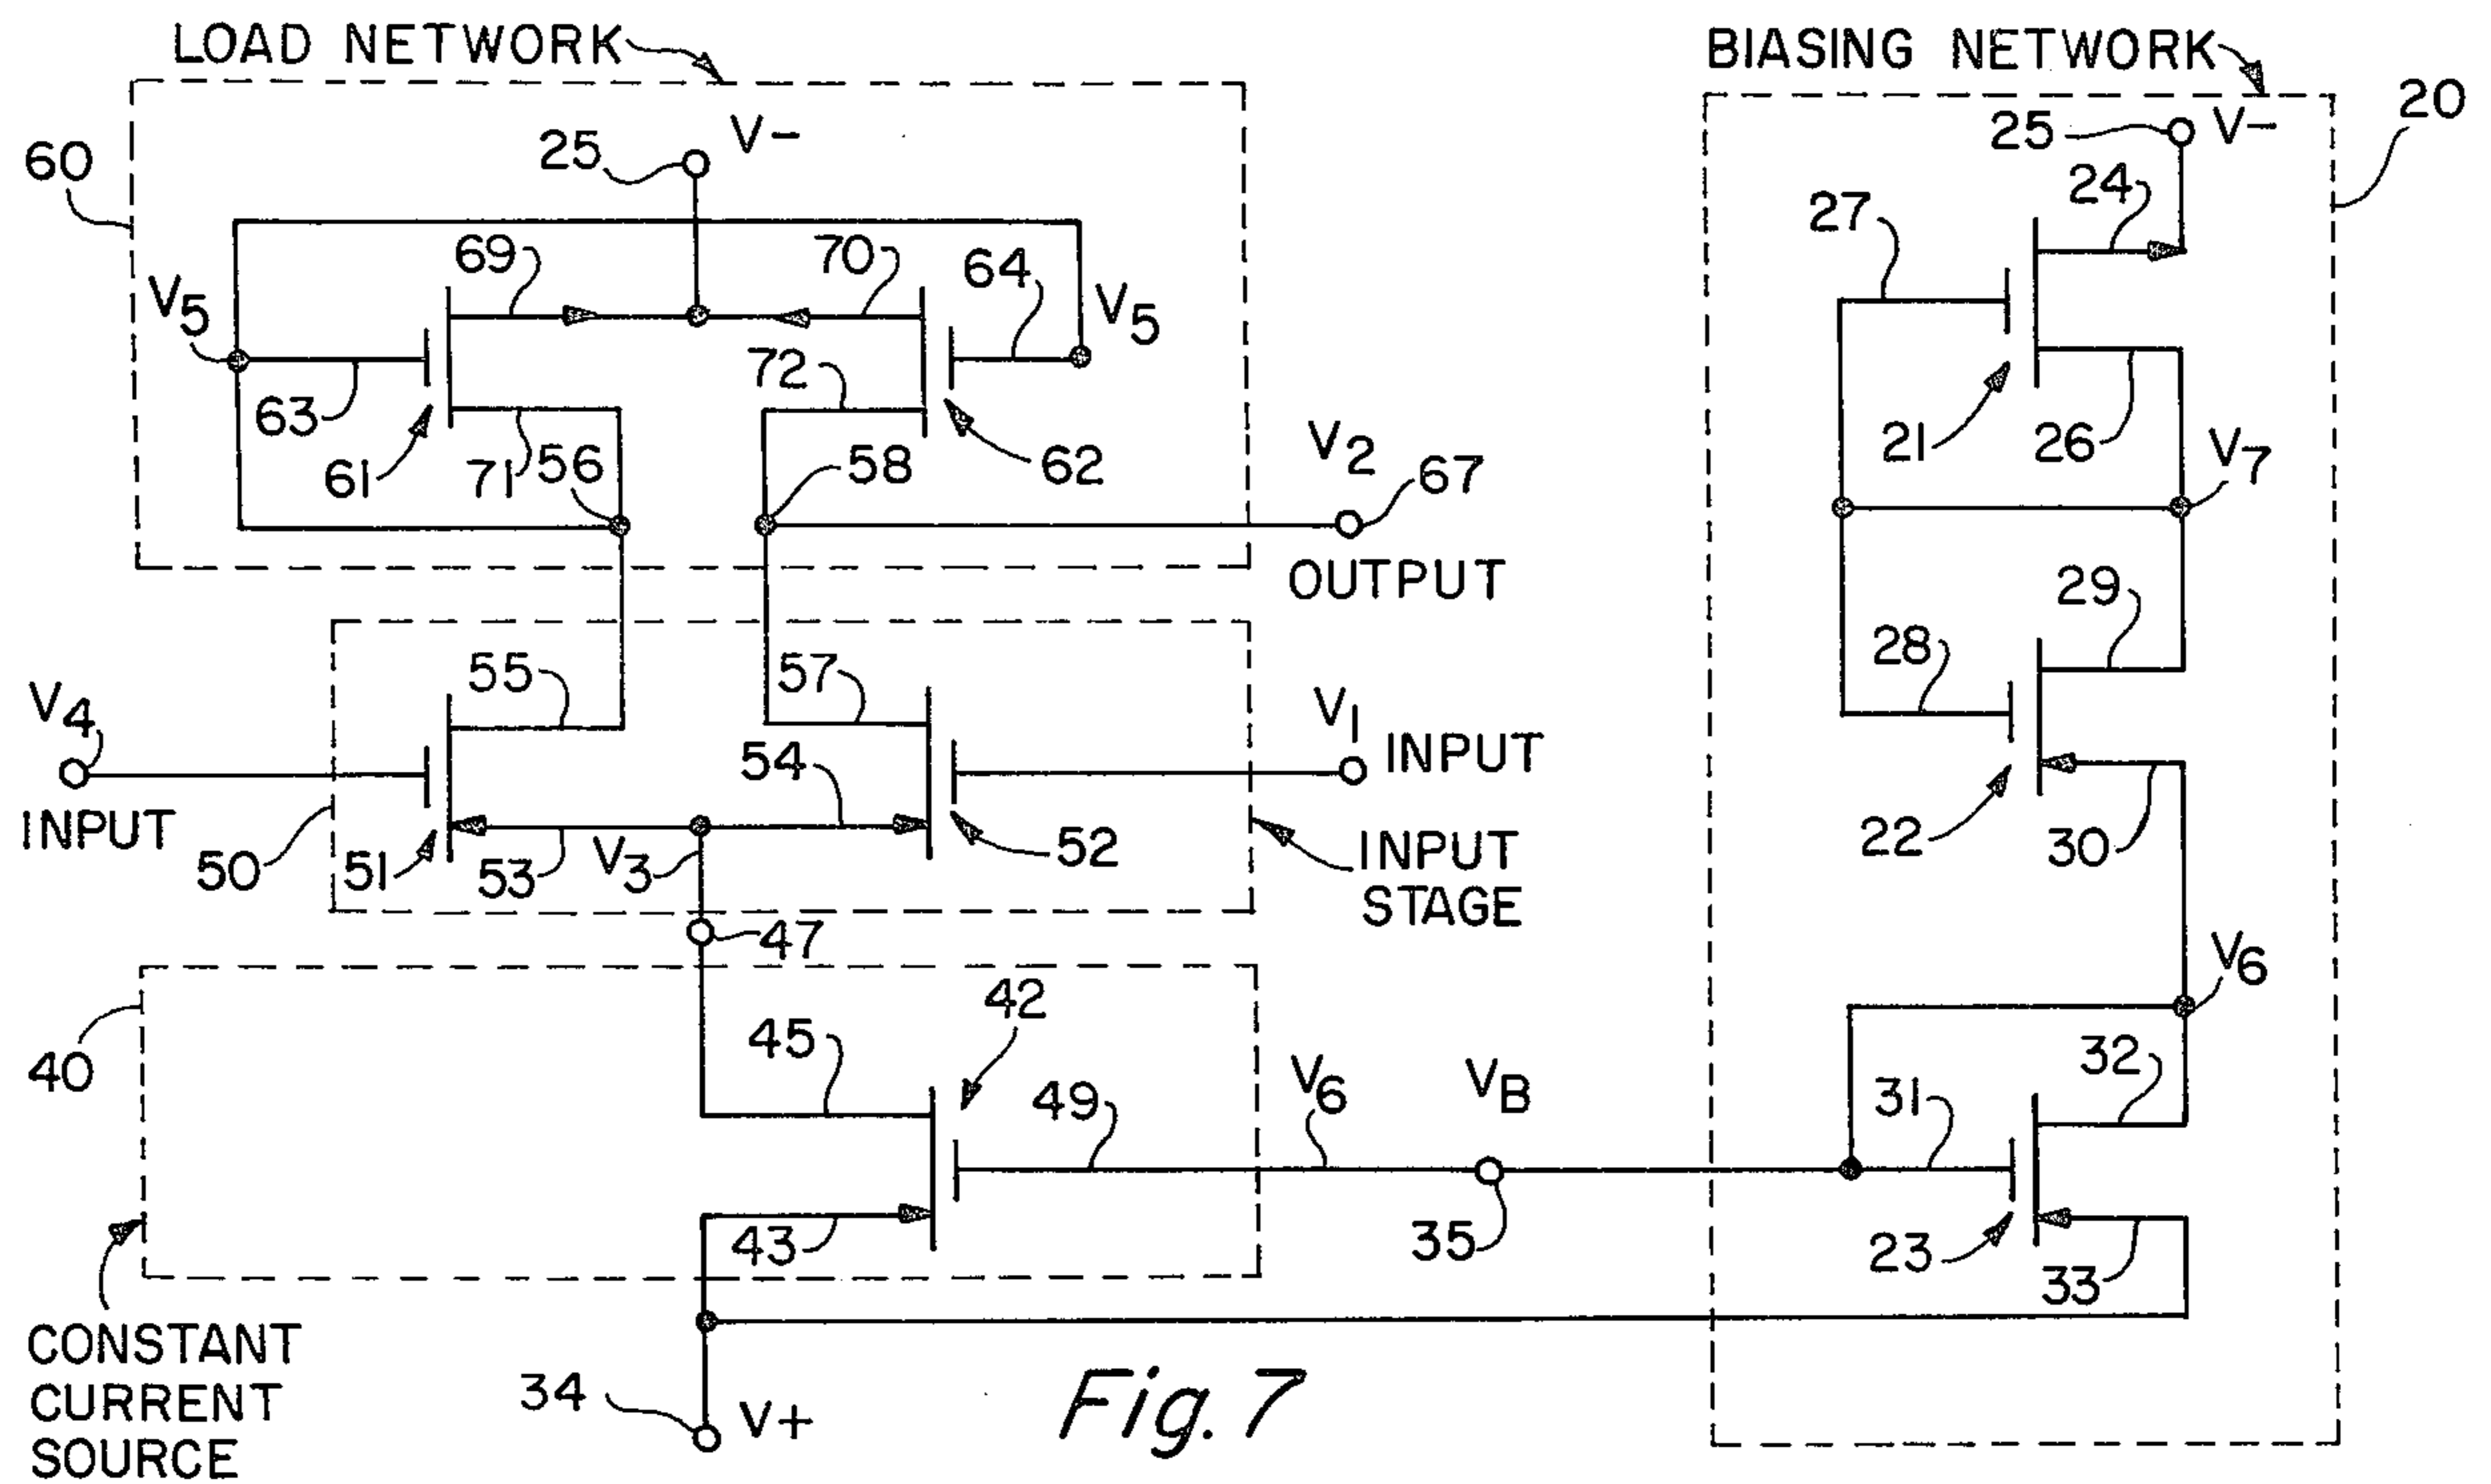 LOAD NETWORK
BIASING NETWORK
20
V-
25
60
25
V-
24
27
69
70
64
V5
V5
72
63
61
71
56
58
62
V2
67
21
26
V7
OUTPUT
29
28
55
57
V4
V1
INPUT
54
INPUT
50
51
53
V3
52
INPUT
STAGE
22
30
47
V6
42
40
45
49
V6
VB
31
32
43
35
23
33
CONSTANT
CURRENT
SOURCE
34
V+
Fig. 7